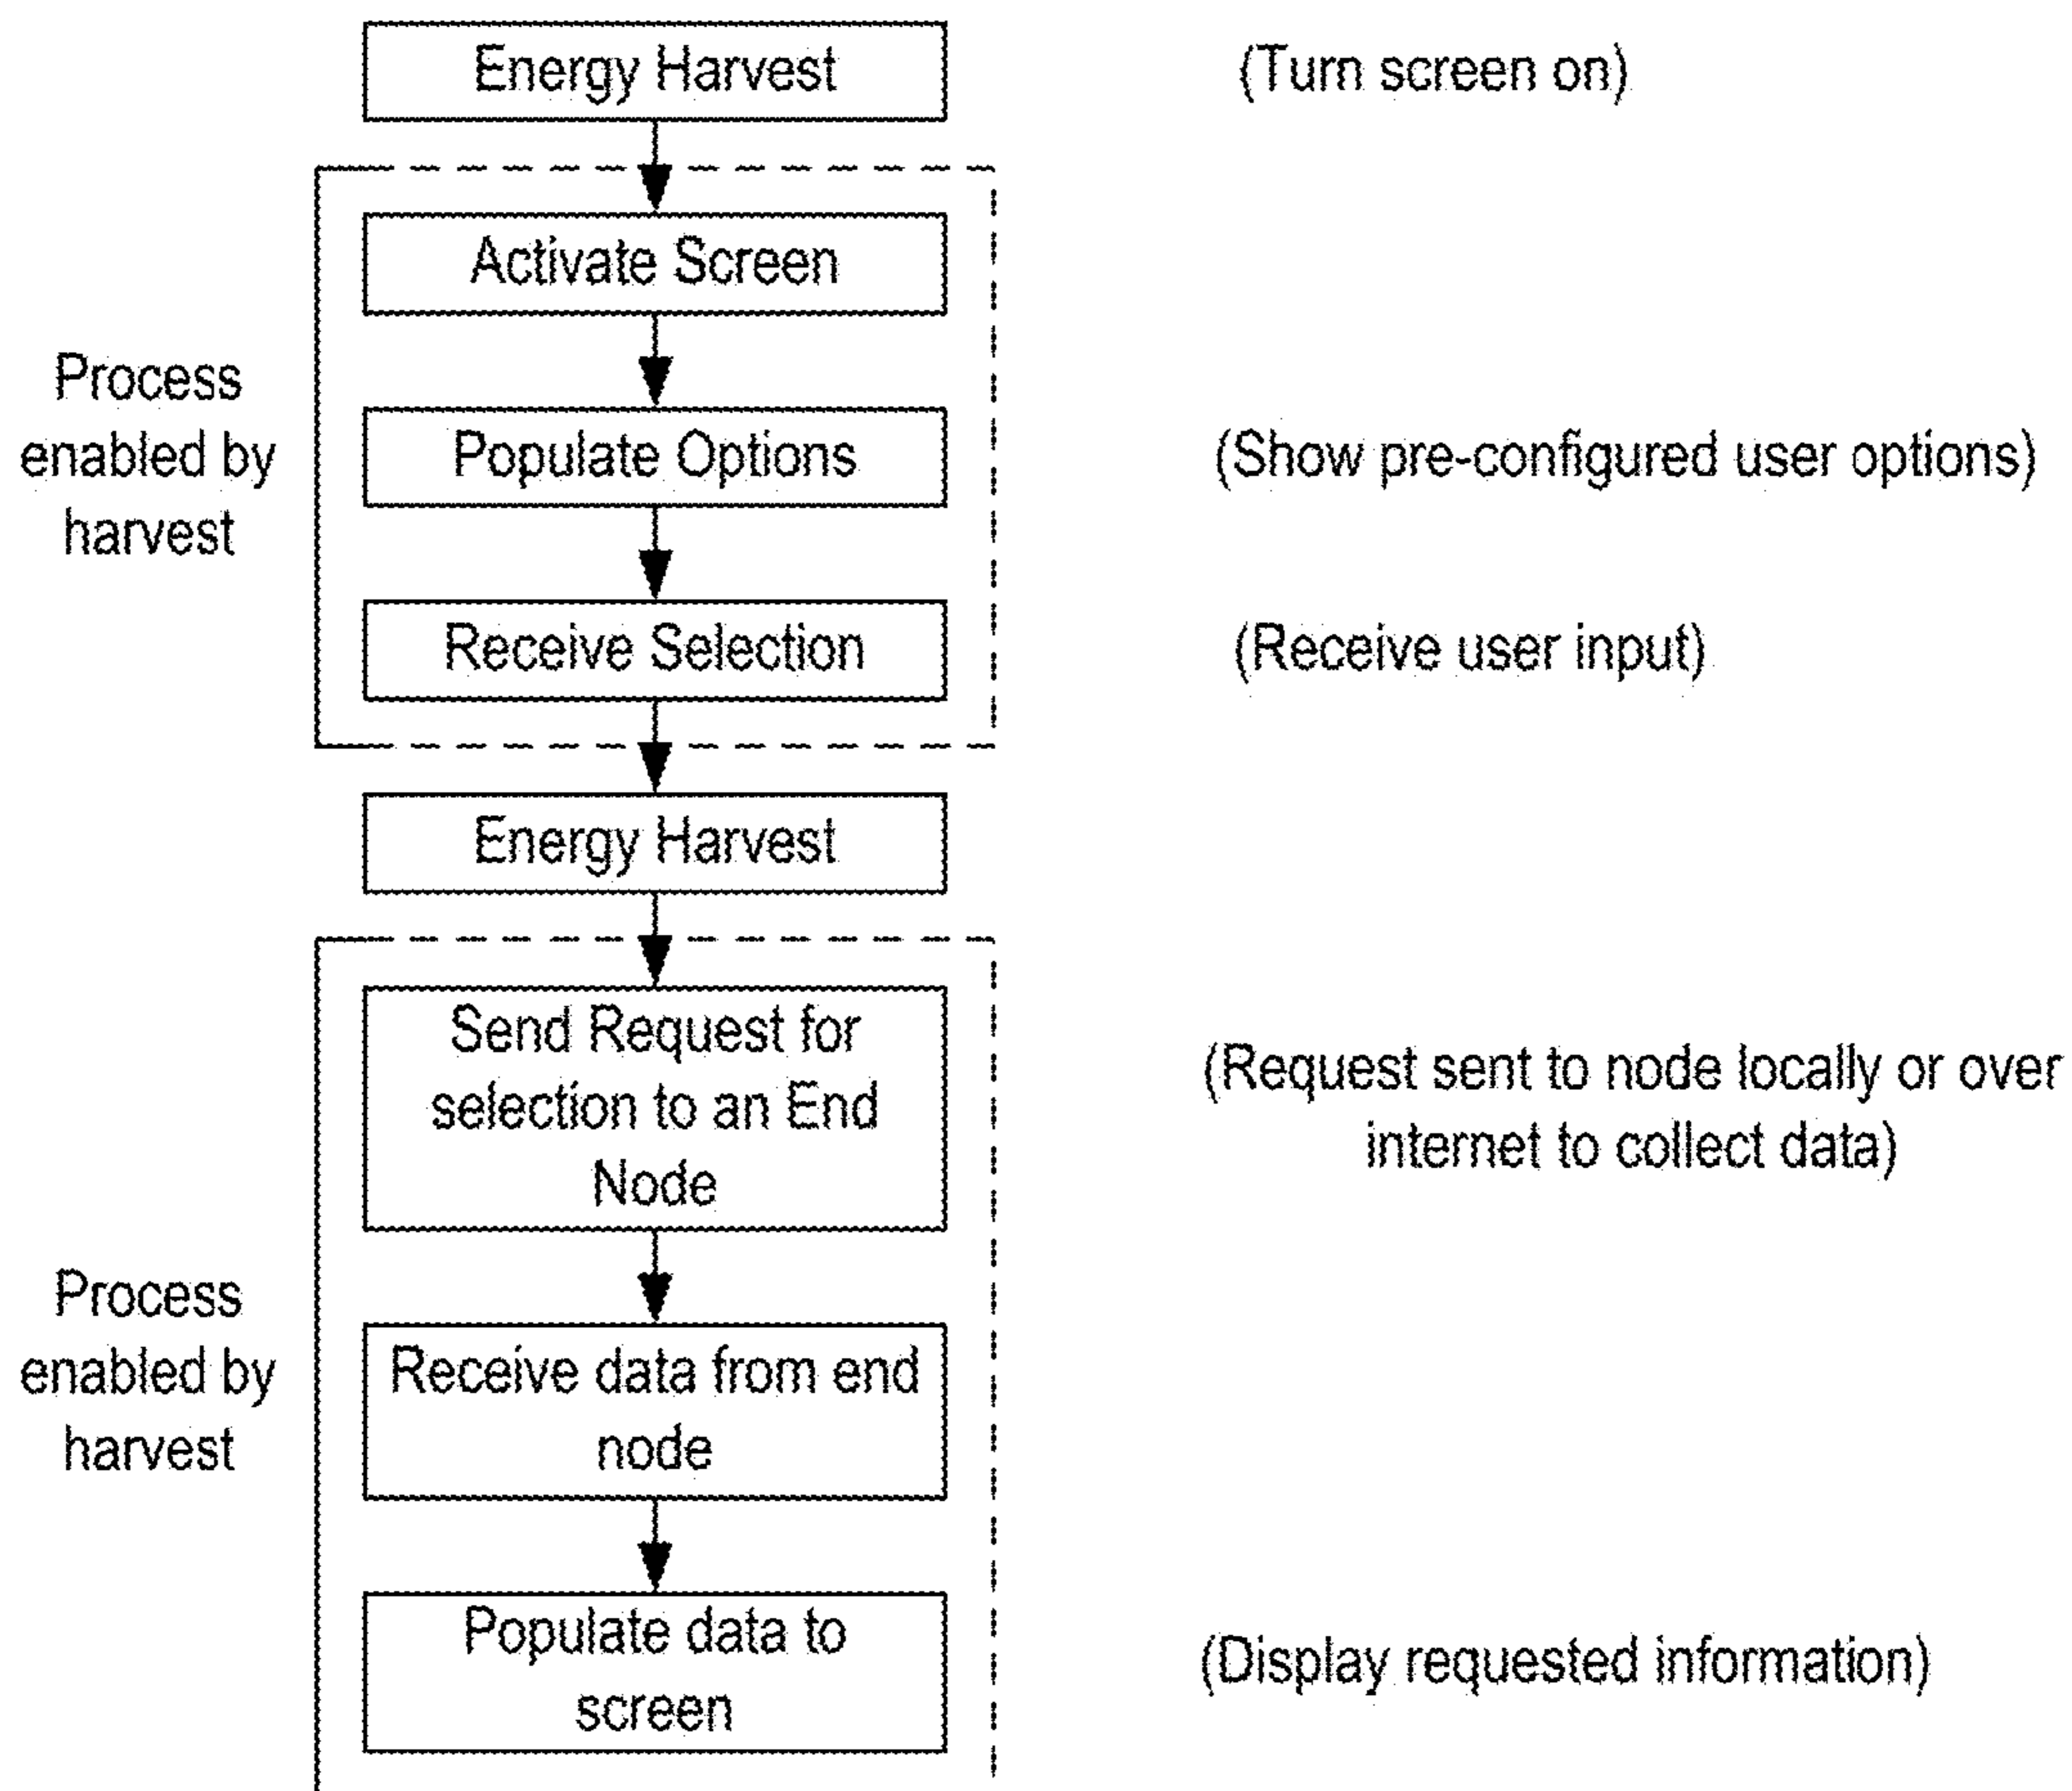 Energy Harvest
(Turn screen on)
Activate Screen
Process
enabled by
harvest
Populate Options
(Show pre-configured user options)
Receive Selection
(Receive user input)
Energy Harvest
Send Request for
selection to an End
Node
(Request sent to node locally or over
internet to collect data)
Process
enabled by
harvest
Receive data from end
node
Populate data to
screen
(Display requested information)